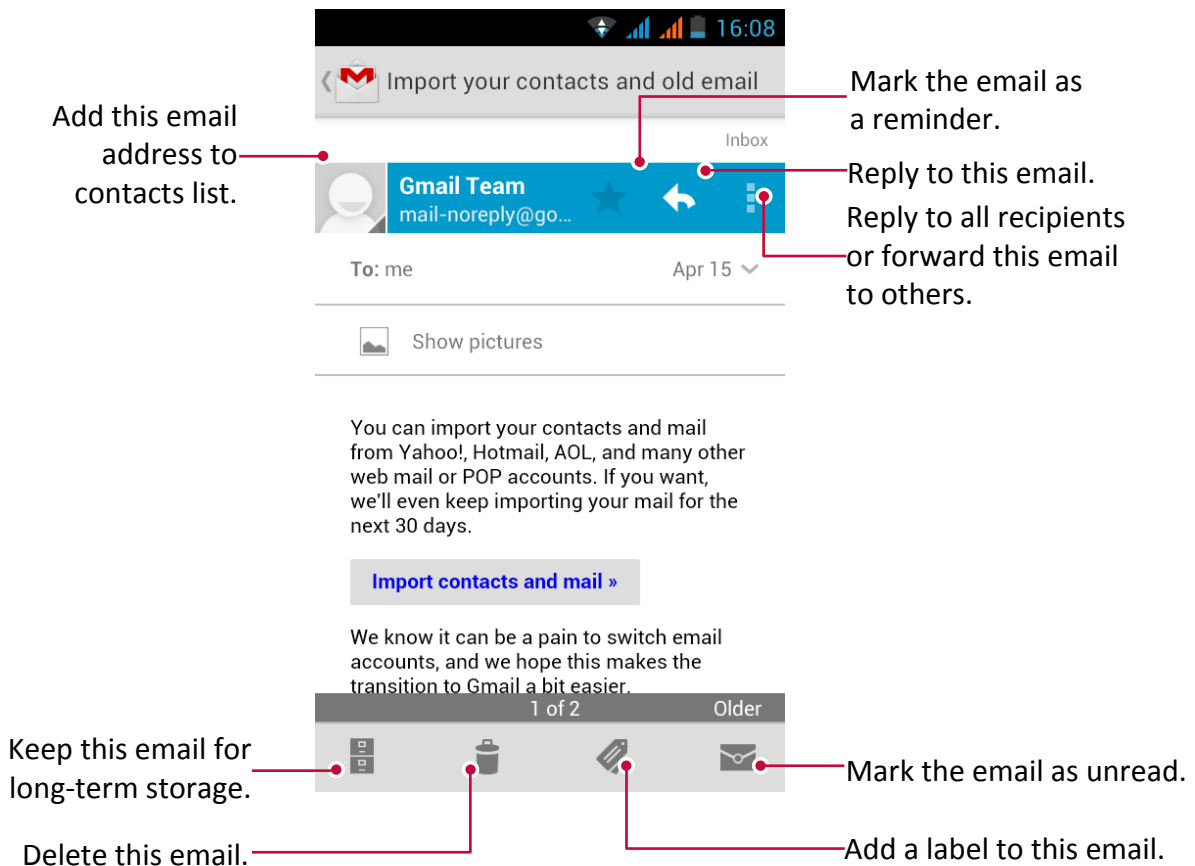 16:08
Import your contacts and old email
Add this email
address to
contacts list.
Mark the email as
a reminder.
Inbox
Gmail Team
mail-noreply@go...
Reply to this email.
Reply to all recipients
or forward this email
to others.
To: me
Apr 15
Show pictures
You can import your contacts and mail
from Yahoo!, Hotmail, AOL, and many other
web mail or POP accounts. If you want,
we'll even keep importing your mail for the
next 30 days.
Import contacts and mail »
We know it can be a pain to switch email
accounts, and we hope this makes the
transition to Gmail a bit easier.
1 of 2
Older
Keep this email for
long-term storage.
Mark the email as unread.
Delete this email.
Add a label to this email.